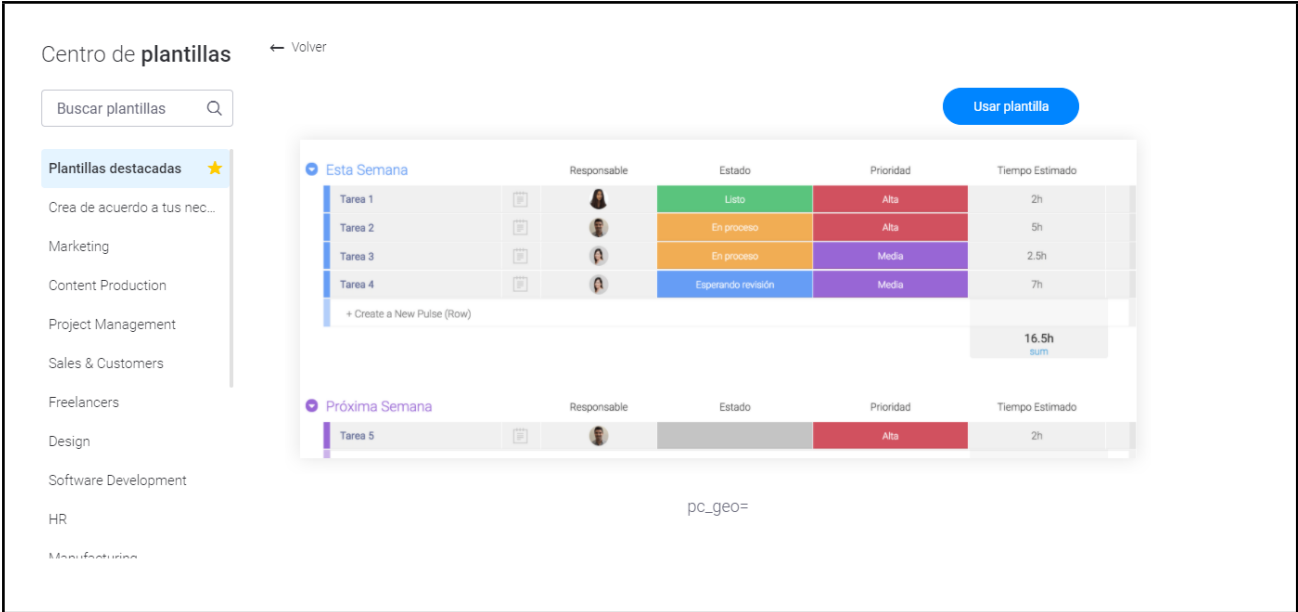 Centro de plantillas
← Volver
Buscar plantillas
Usar plantilla
Plantillas destacadas
Crea de acuerdo a tus nec...
Marketing
Content Production
Project Management
Sales & Customers
Freelancers
Design
Software Development
HR
Manufacturing
Esta Semana Responsable Estado Prioridad Tiempo Estimado
Tarea 1 Listo Alta 2h
Tarea 2 En proceso Alta 5h
Tarea 3 En proceso Media 2.5h
Tarea 4 Esperando revisión Media 7h
+ Create a New Pulse (Row)
16.5h
sum
Próxima Semana Responsable Estado Prioridad Tiempo Estimado
Tarea 5 Alta 2h
pc_geo=